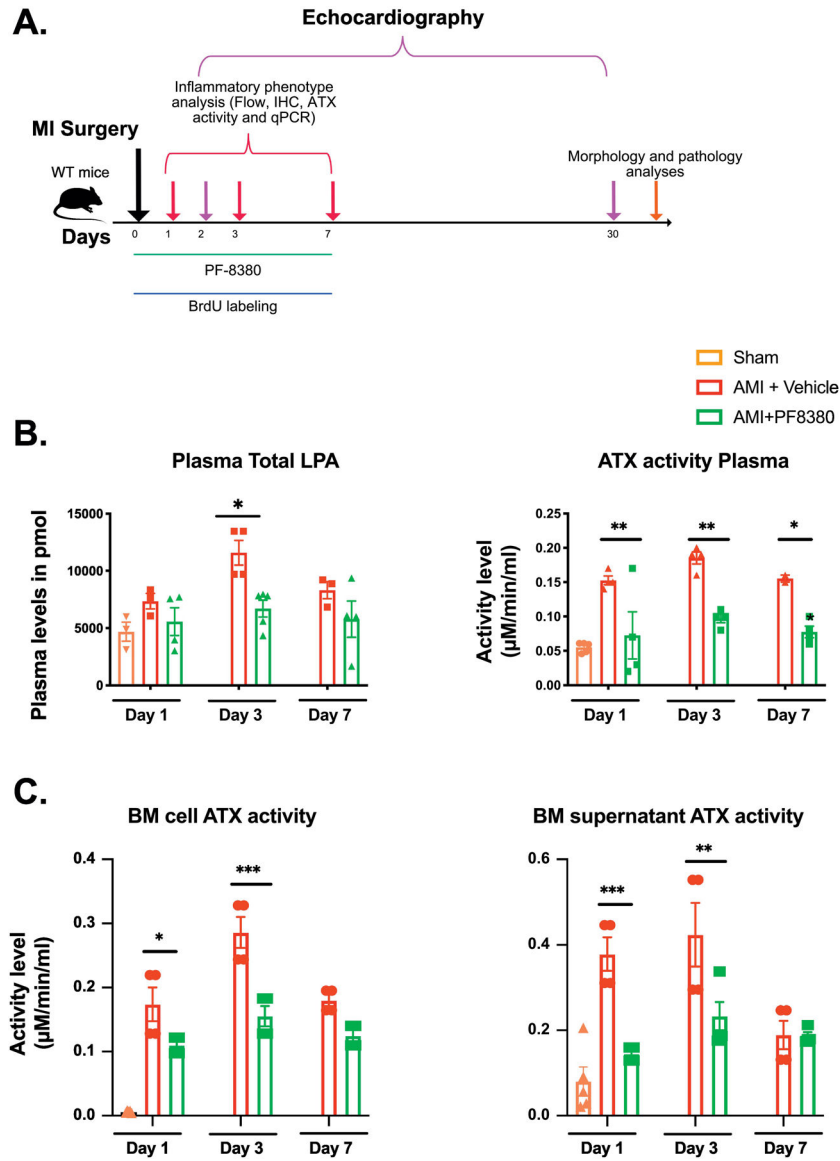 A.
Echocardiography
Inflammatory phenotype
analysis (Flow, IHC, ATX
activity and qPCR)
MI Surgery
WT mice
Morphology and pathology
analyses
Days
0 1 2 3 7 30
PF-8380
BrdU labeling
Sham
AMI + Vehicle
AMI+PF8380
B.
Plasma Total LPA
Plasma levels in pmol
15000
10000
5000
0
*
Day 1 Day 3 Day 7
ATX activity Plasma
Activity level
(µM/min/ml)
0.25
0.20
0.15
0.10
0.05
0.00
** ** *
*
Day 1 Day 3 Day 7
C.
BM cell ATX activity
Activity level
(µM/min/ml)
0.4
0.3
0.2
0.1
0.0
* ***
Day 1 Day 3 Day 7
BM supernatant ATX activity
0.6
0.4
0.2
0.0
*** **
Day 1 Day 3 Day 7